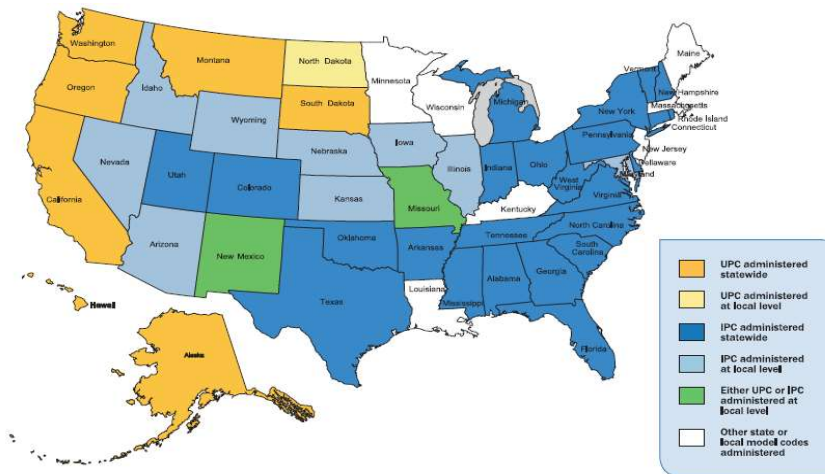 Washington
Oregon
California
Idaho
Nevada
Montana
Wyoming
Utah
Arizona
Colorado
New Mexico
North Dakota
South Dakota
Nebraska
Kansas
Oklahoma
Texas
Minnesota
Iowa
Missouri
Arkansas
Louisiana
Wisconsin
Illinois
Michigan
Indiana
Ohio
Kentucky
Tennessee
Mississippi
Alabama
Georgia
Florida
South
Carolina
North Carolina
Virginia
West
Virginia
Pennsylvania
New York
Vermont
Maine
New Hampshire
Massachusetts
Rhode Island
Connecticut
New Jersey
Delaware
Maryland
Hawaii
Alaska
UPC administered
statewide
UPC administered
at local level
IPC administered
statewide
IPC administered
at local level
Either UPC or IPC
administered at
local level
Other state or
local model codes
administered